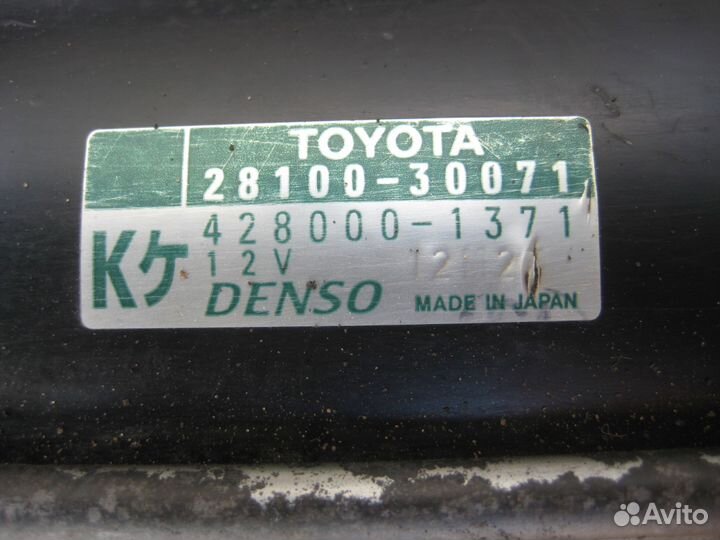 TOYOTA
28100-30071
428000-1371
Kケ
12V
DENSO MADE IN JAPAN
Avito